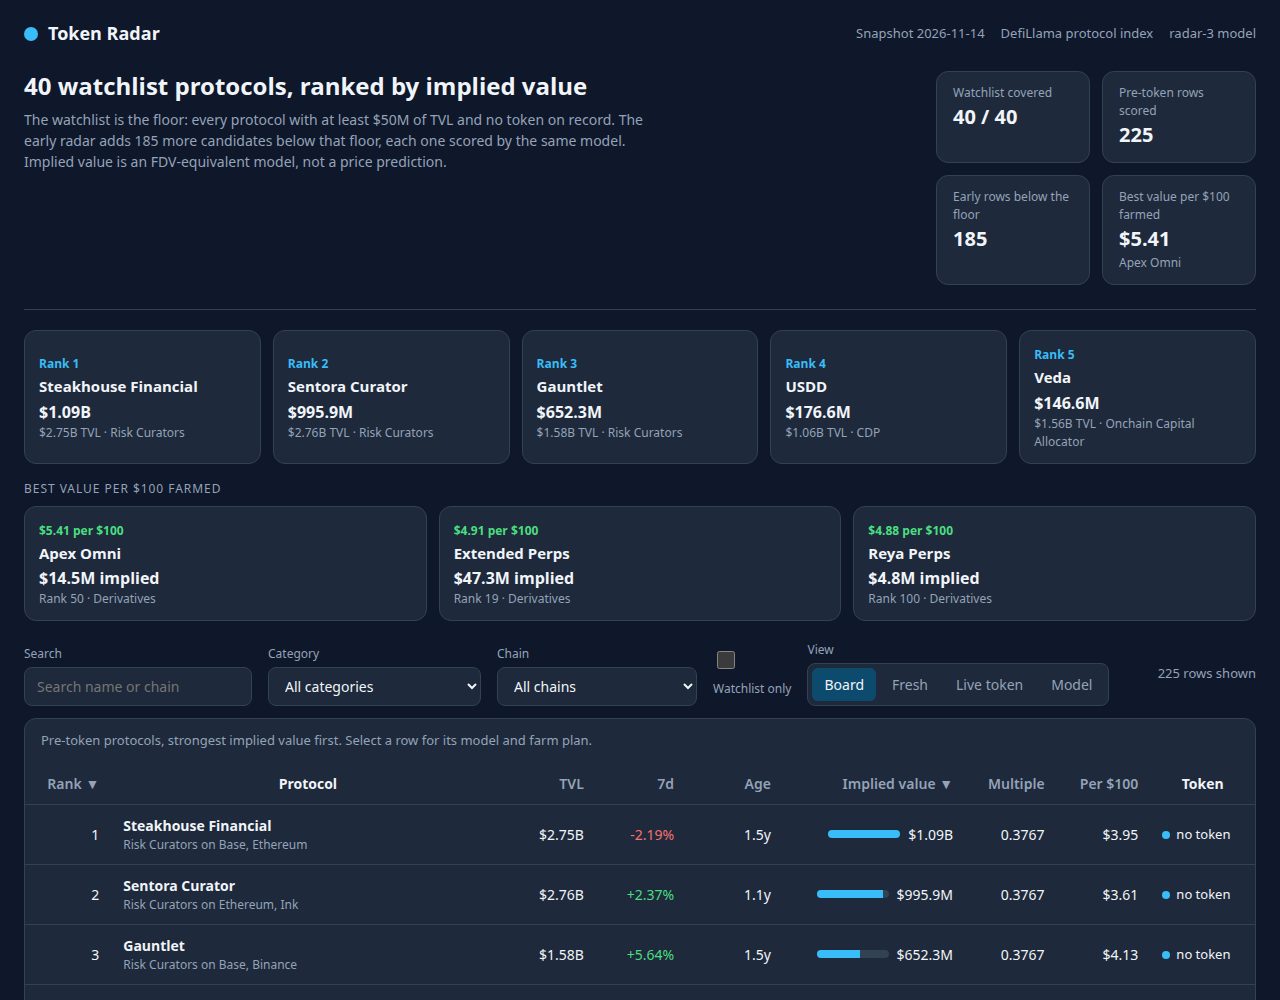 Token Radar
Snapshot 2026-11-14 DefiLlama protocol index radar-3 model
40 watchlist protocols, ranked by implied value
The watchlist is the floor: every protocol with at least $50M of TVL and no token on record. The
early radar adds 185 more candidates below that floor, each one scored by the same model.
Implied value is an FDV-equivalent model, not a price prediction.
Watchlist covered
40 / 40
Pre-token rows
scored
225
Early rows below the
floor
185
Best value per $100
farmed
$5.41
Apex Omni
Rank 1
Steakhouse Financial
$1.09B
$2.75B TVL · Risk Curators
Rank 2
Sentora Curator
$995.9M
$2.76B TVL · Risk Curators
Rank 3
Gauntlet
$652.3M
$1.58B TVL · Risk Curators
Rank 4
USDD
$176.6M
$1.06B TVL · CDP
Rank 5
Veda
$146.6M
$1.56B TVL · Onchain Capital
Allocator
BEST VALUE PER $100 FARMED
$5.41 per $100
Apex Omni
$14.5M implied
Rank 50 · Derivatives
$4.91 per $100
Extended Perps
$47.3M implied
Rank 19 · Derivatives
$4.88 per $100
Reya Perps
$4.8M implied
Rank 100 · Derivatives
Search
Search name or chain
Category
All categories
Chain
All chains
Watchlist only
View
Board Fresh Live token Model
225 rows shown
Pre-token protocols, strongest implied value first. Select a row for its model and farm plan.
Rank ▼ Protocol TVL 7d Age Implied value ▼ Multiple Per $100 Token
1 Steakhouse Financial $2.75B -2.19% 1.5y $1.09B 0.3767 $3.95 no token
Risk Curators on Base, Ethereum
2 Sentora Curator $2.76B +2.37% 1.1y $995.9M 0.3767 $3.61 no token
Risk Curators on Ethereum, Ink
3 Gauntlet $1.58B +5.64% 1.5y $652.3M 0.3767 $4.13 no token
Risk Curators on Base, Binance